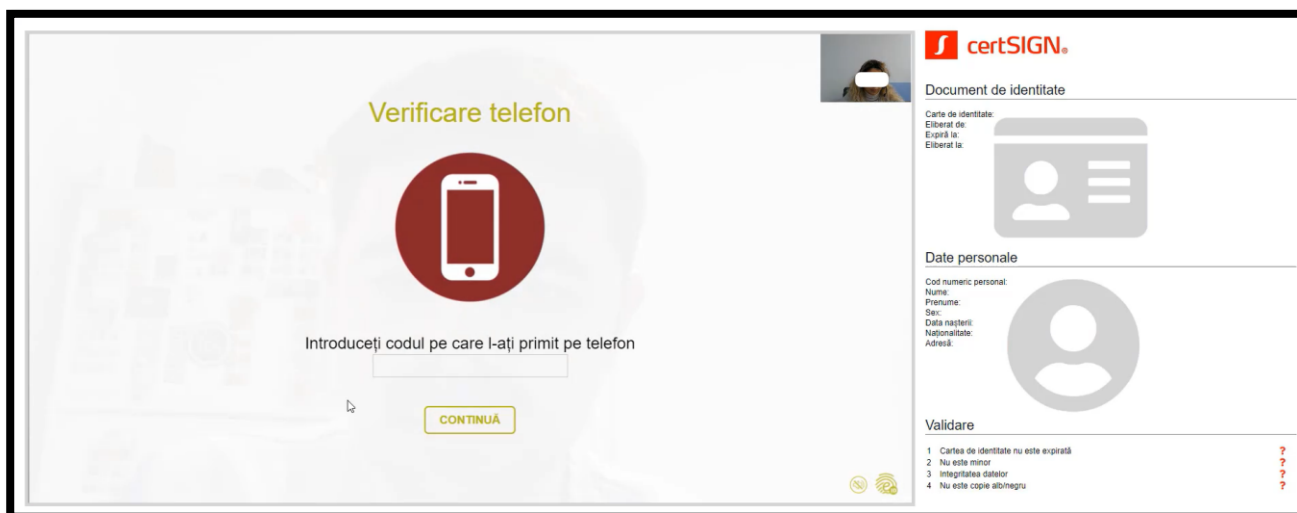 Verificare telefon
Introduceți codul pe care l-ați primit pe telefon
CONTINUĂ
certSIGN®
Document de identitate
Carte de identitate:
Eliberat de:
Expiră la:
Eliberat la:
Date personale
Cod numeric personal:
Nume:
Prenume:
Sex:
Data nașterii:
Naționalitate:
Adresă:
Validare
1 Cartea de identitate nu este expirată ?
2 Nu este minor ?
3 Integritatea datelor ?
4 Nu este copie alb/negru ?